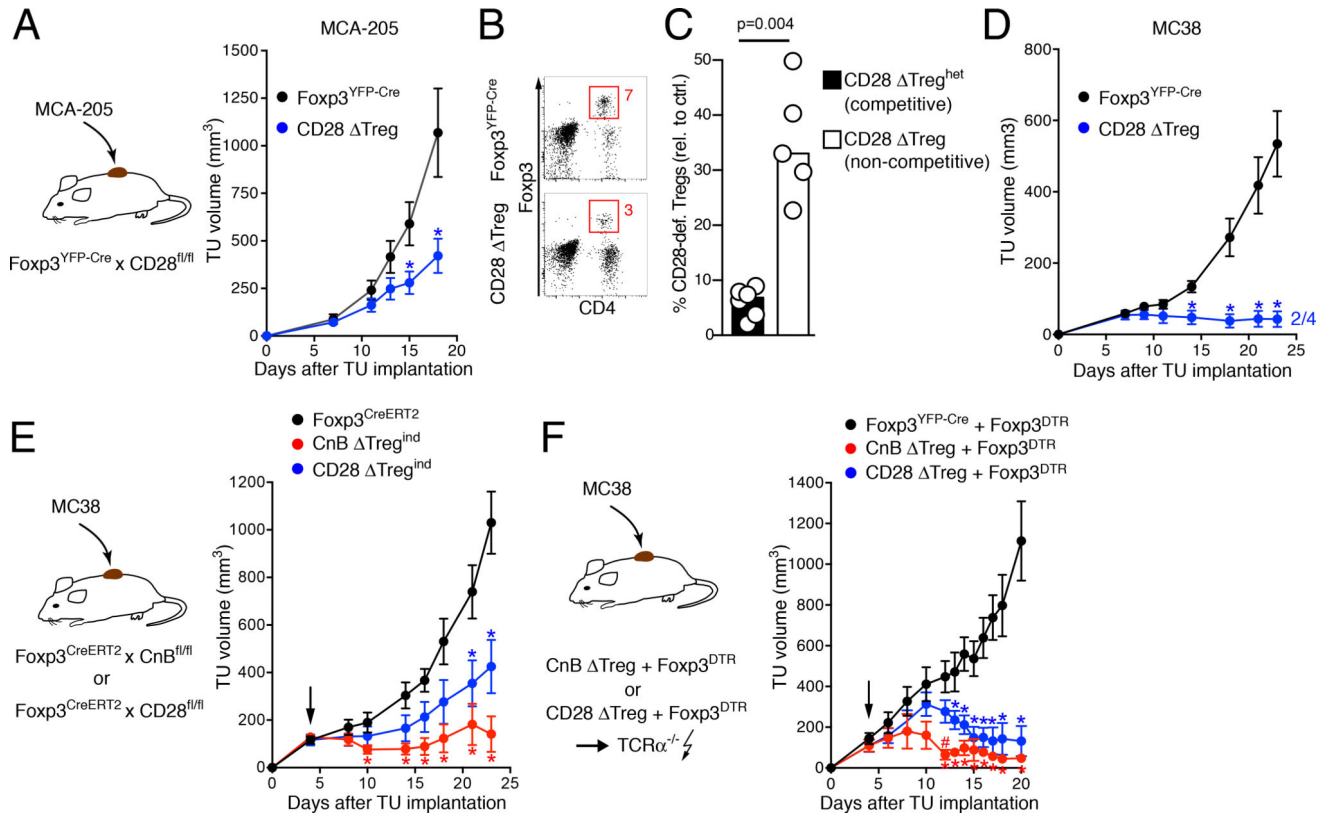 A
MCA-205
MCA-205
Foxp3YFP-Cre x CD28fl/fl
TU volume (mm3)
1500
1250
1000
750
500
250
0
Foxp3YFP-Cre
CD28 ΔTreg
*
*
0 5 10 15 20
Days after TU implantation
B
Foxp3YFP-Cre
CD28 ΔTreg
Foxp3
7
3
CD4
C
p=0.004
% CD28-def. Tregs (rel. to ctrl.)
50
40
30
20
10
0
CD28 ΔTreghet
(competitive)
CD28 ΔTreg
(non-competitive)
D
MC38
TU volume (mm3)
800
600
400
200
0
Foxp3YFP-Cre
CD28 ΔTreg
* * * *
2/4
0 5 10 15 20 25
Days after TU implantation
E
MC38
Foxp3CreERT2 x CnBfl/fl
or
Foxp3CreERT2 x CD28fl/fl
Foxp3CreERT2
CnB ΔTregind
CD28 ΔTregind
TU volume (mm3)
1200
1000
800
600
400
200
0
* *
* * * * * *
0 5 10 15 20 25
Days after TU implantation
F
MC38
CnB ΔTreg + Foxp3DTR
or
CD28 ΔTreg + Foxp3DTR
TCRα-/-
Foxp3YFP-Cre + Foxp3DTR
CnB ΔTreg + Foxp3DTR
CD28 ΔTreg + Foxp3DTR
TU volume (mm3)
1400
1200
1000
800
600
400
200
0
* * * * * * *
#
* * * * * * * *
0 5 10 15 20
Days after TU implantation